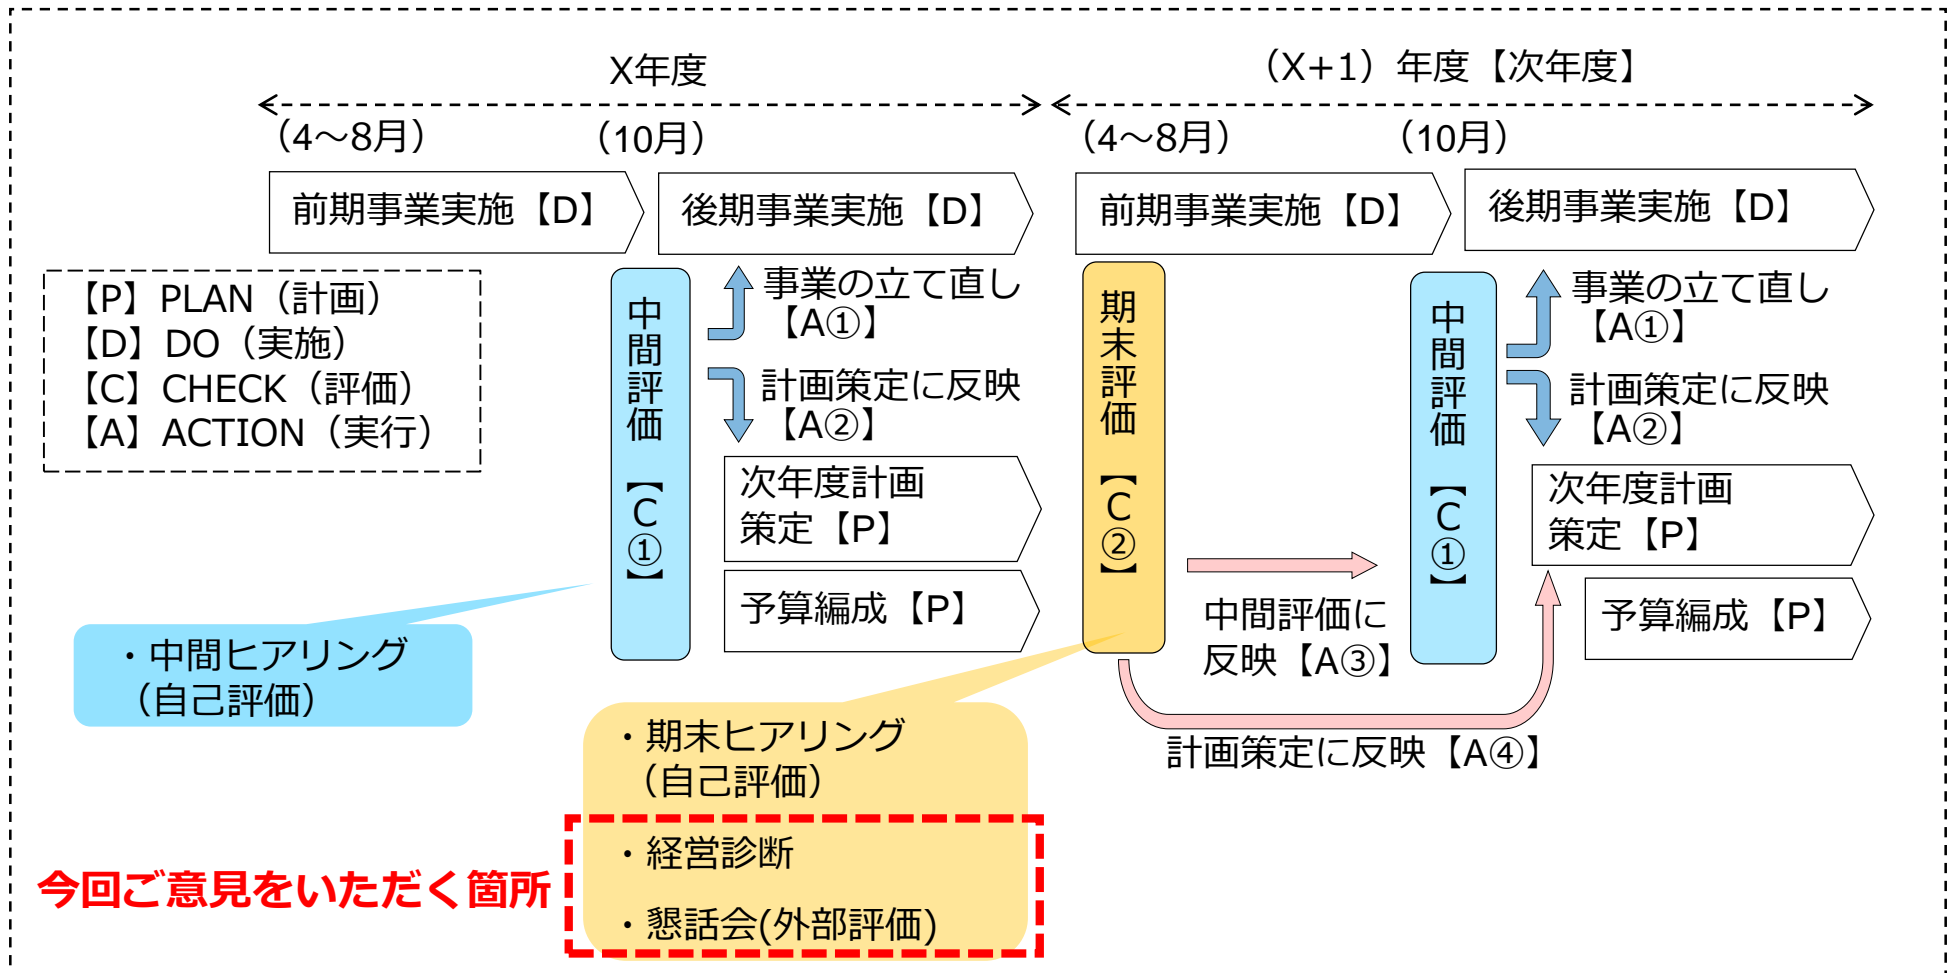 X年度
（X+1）年度【次年度】
（4～8月）
（10月）
（4～8月）
（10月）
前期事業実施【D】
後期事業実施【D】
前期事業実施【D】
後期事業実施【D】
【P】PLAN（計画）
【D】DO（実施）
【C】CHECK（評価）
【A】ACTION（実行）
中間評価【C①】
事業の立て直し
【A①】
計画策定に反映
【A②】
次年度計画
策定【P】
予算編成【P】
期末評価【C②】
中間評価に
反映【A③】
計画策定に反映【A④】
中間評価【C①】
事業の立て直し
【A①】
計画策定に反映
【A②】
次年度計画
策定【P】
予算編成【P】
・中間ヒアリング
（自己評価）
・期末ヒアリング
（自己評価）
・経営診断
・懇話会(外部評価)
今回ご意見をいただく箇所